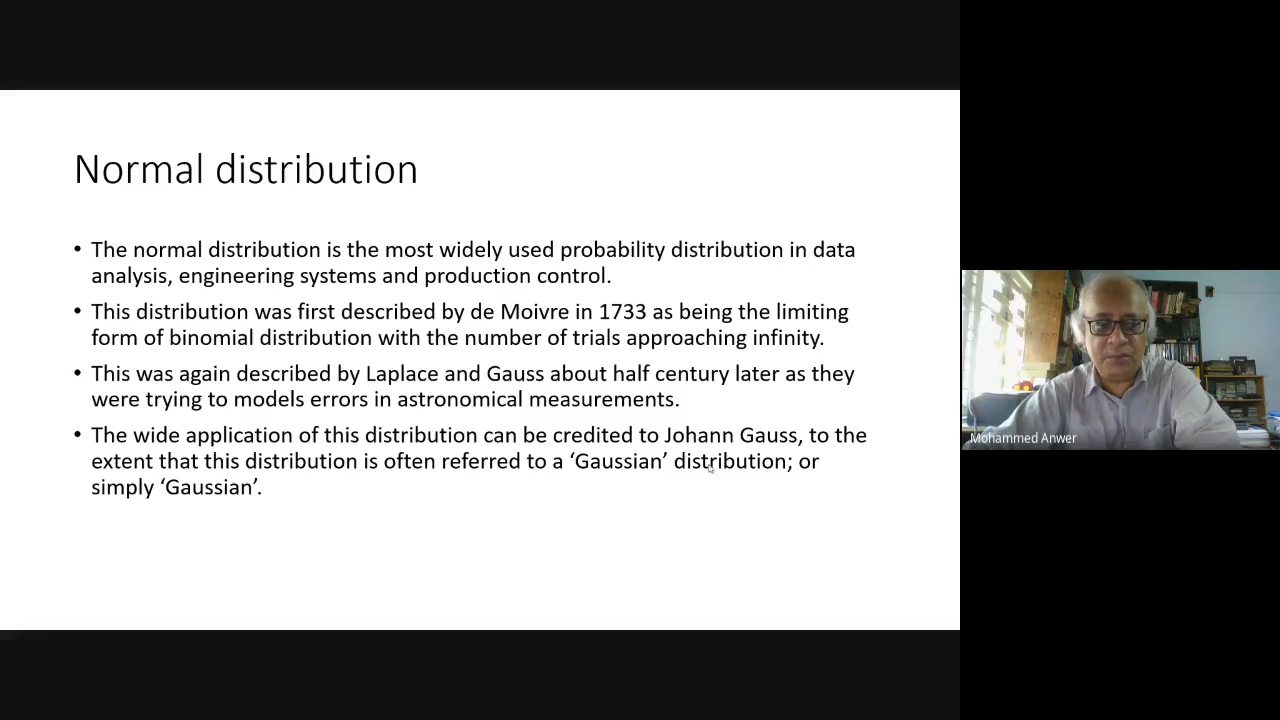 Normal distribution
• The normal distribution is the most widely used probability distribution in data
analysis, engineering systems and production control.
• This distribution was first described by de Moivre in 1733 as being the limiting
form of binomial distribution with the number of trials approaching infinity.
• This was again described by Laplace and Gauss about half century later as they
were trying to models errors in astronomical measurements.
• The wide application of this distribution can be credited to Johann Gauss, to the
extent that this distribution is often referred to a ‘Gaussian’ distribution; or
simply ‘Gaussian’.
Mohammed Anwer